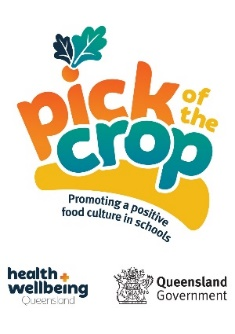 pick of the
crop
Promoting a positive
food culture in schools
health+
wellbeing
Queensland
Queensland
Government